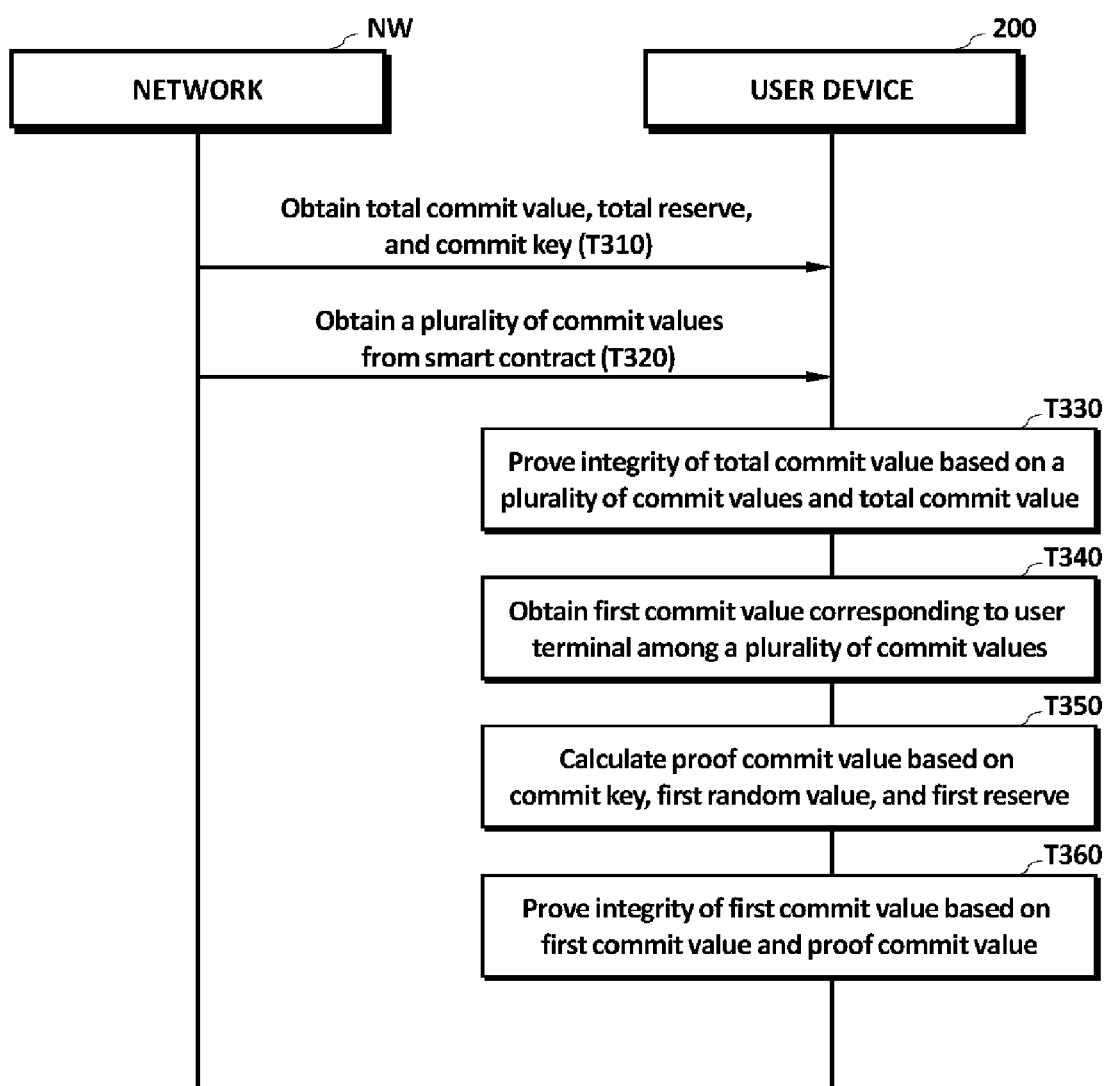 NW
200
NETWORK
USER DEVICE
Obtain total commit value, total reserve,
and commit key (T310)
Obtain a plurality of commit values
from smart contract (T320)
T330
Prove integrity of total commit value based on a
plurality of commit values and total commit value
T340
Obtain first commit value corresponding to user
terminal among a plurality of commit values
T350
Calculate proof commit value based on
commit key, first random value, and first reserve
T360
Prove integrity of first commit value based on
first commit value and proof commit value